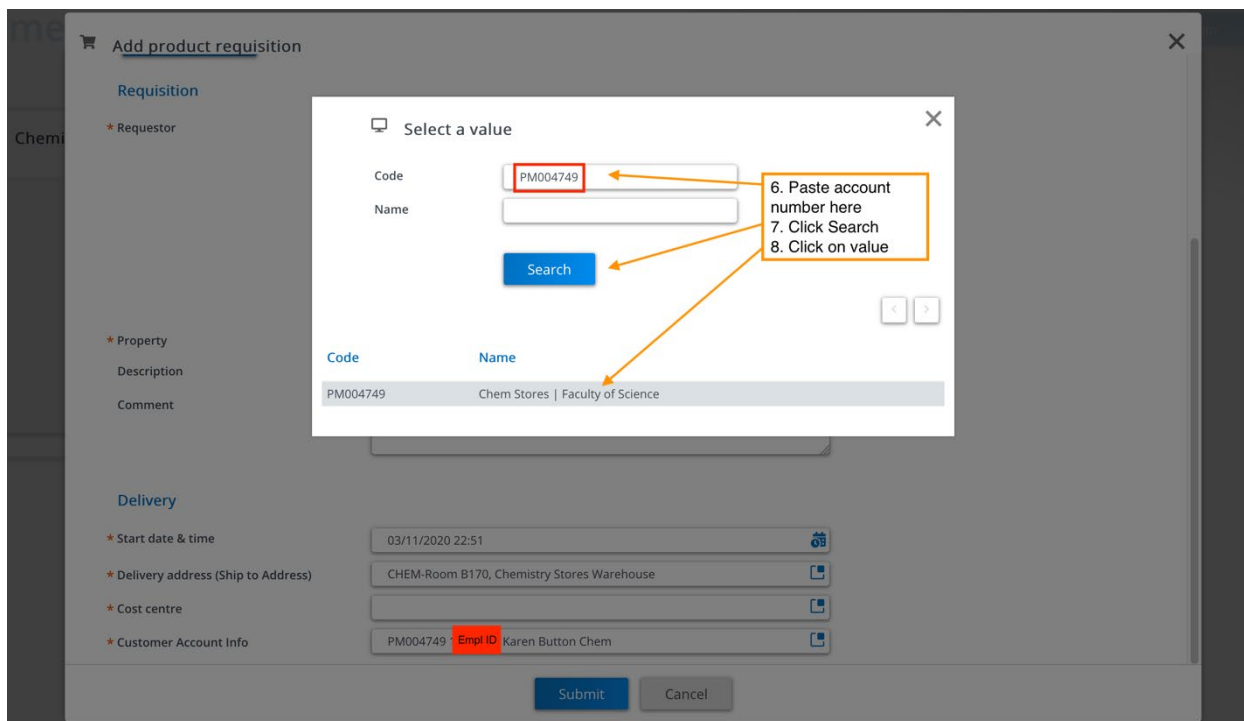 me
Add product requisition
Requisition
Chemi
* Requestor
Select a value
Code
PM004749
Name
6. Paste account
number here
7. Click Search
8. Click on value
Search
* Property
Description
Comment
Code Name
PM004749 Chem Stores | Faculty of Science
Delivery
* Start date & time 03/11/2020 22:51
* Delivery address (Ship to Address) CHEM-Room B170, Chemistry Stores Warehouse
* Cost centre
* Customer Account Info PM004749 Empl ID Karen Button Chem
Submit Cancel